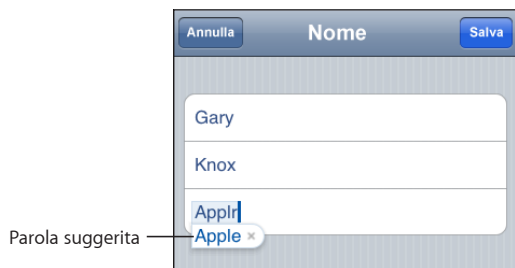 Annulla Nome Salva
Gary
Knox
Applr
Parola suggerita Apple ×